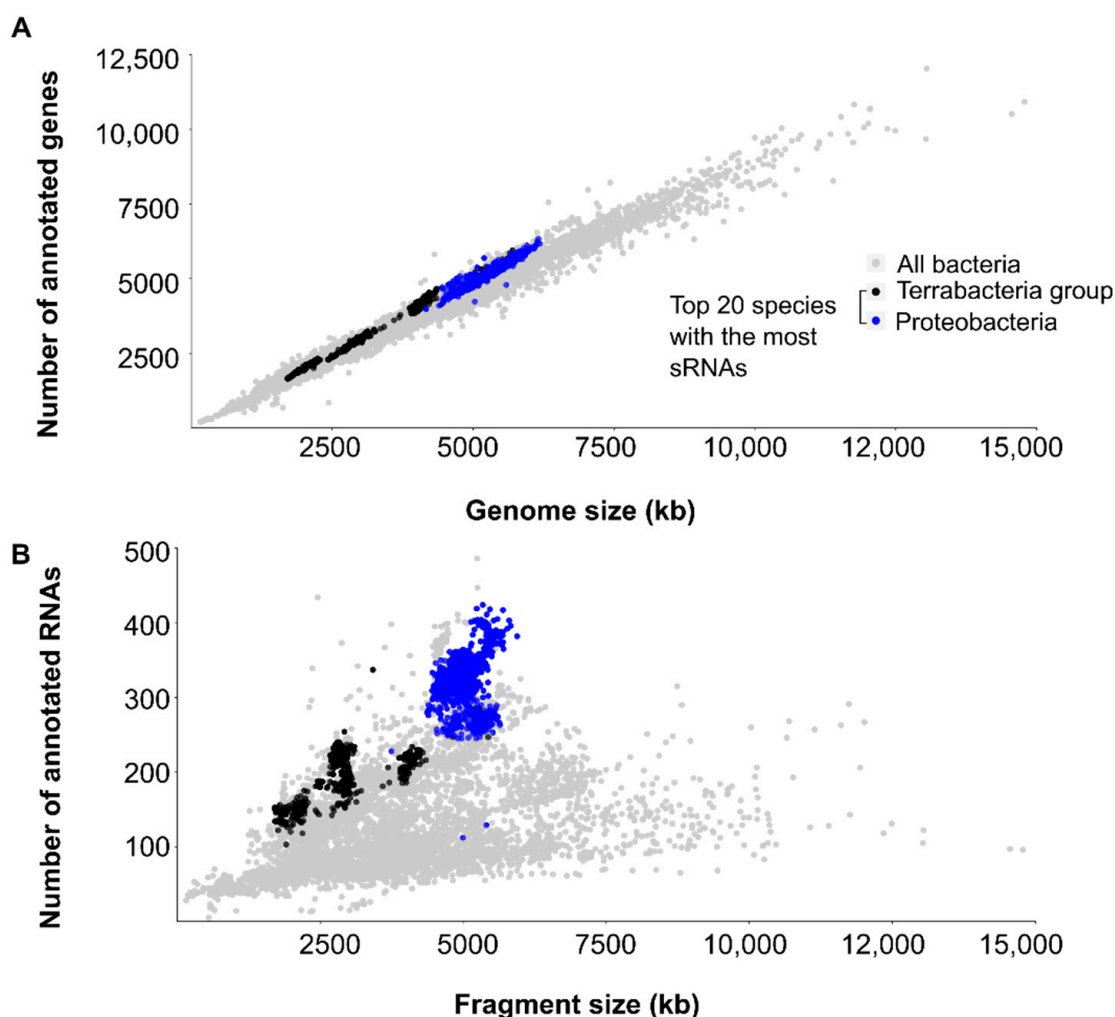 A
Number of annotated genes
12,500
10,000
7500
5000
2500
2500
5000
7500
10,000
12,000
15,000
Genome size (kb)
All bacteria
Terrabacteria group
Proteobacteria
Top 20 species
with the most
sRNAs
B
Number of annotated RNAs
500
400
300
200
100
2500
5000
7500
10,000
12,000
15,000
Fragment size (kb)